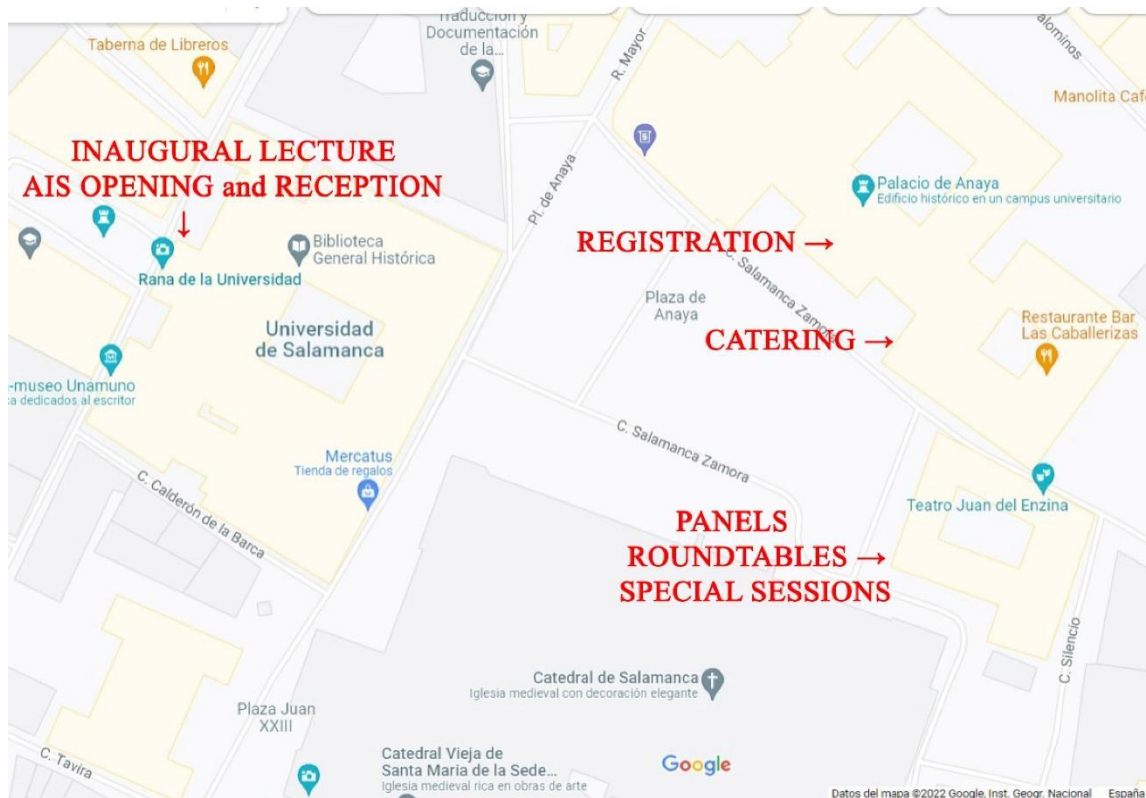 Traducción y
Documentación
de la...
Taberna de Libreros
R. Mayor
alominos
Manolita Caf
INAUGURAL LECTURE
AIS OPENING and RECEPTION
↓
Pl. de Anaya
Palacio de Anaya
Edificio histórico en un campus universitario
Biblioteca
General Histórica
REGISTRATION →
Rana de la Universidad
C. Salamanca Zamora
Plaza de
Anaya
Universidad
de Salamanca
CATERING →
Restaurante Bar
Las Caballerizas
-museo Unamuno
ca dedicados al escritor
C. Salamanca Zamora
Mercatus
Tienda de regalos
C. Calderón de la Barca
Teatro Juan del Enzina
PANELS
ROUNDTABLES →
SPECIAL SESSIONS
C. Silencio
Catedral de Salamanca
Iglesia medieval con decoración elegante
Plaza Juan
XXIII
C. Tavira
Catedral Vieja de
Santa Maria de la Sede...
Iglesia medieval rica en obras de arte
Google
Datos del mapa ©2022 Google, Inst. Geogr. Nacional España